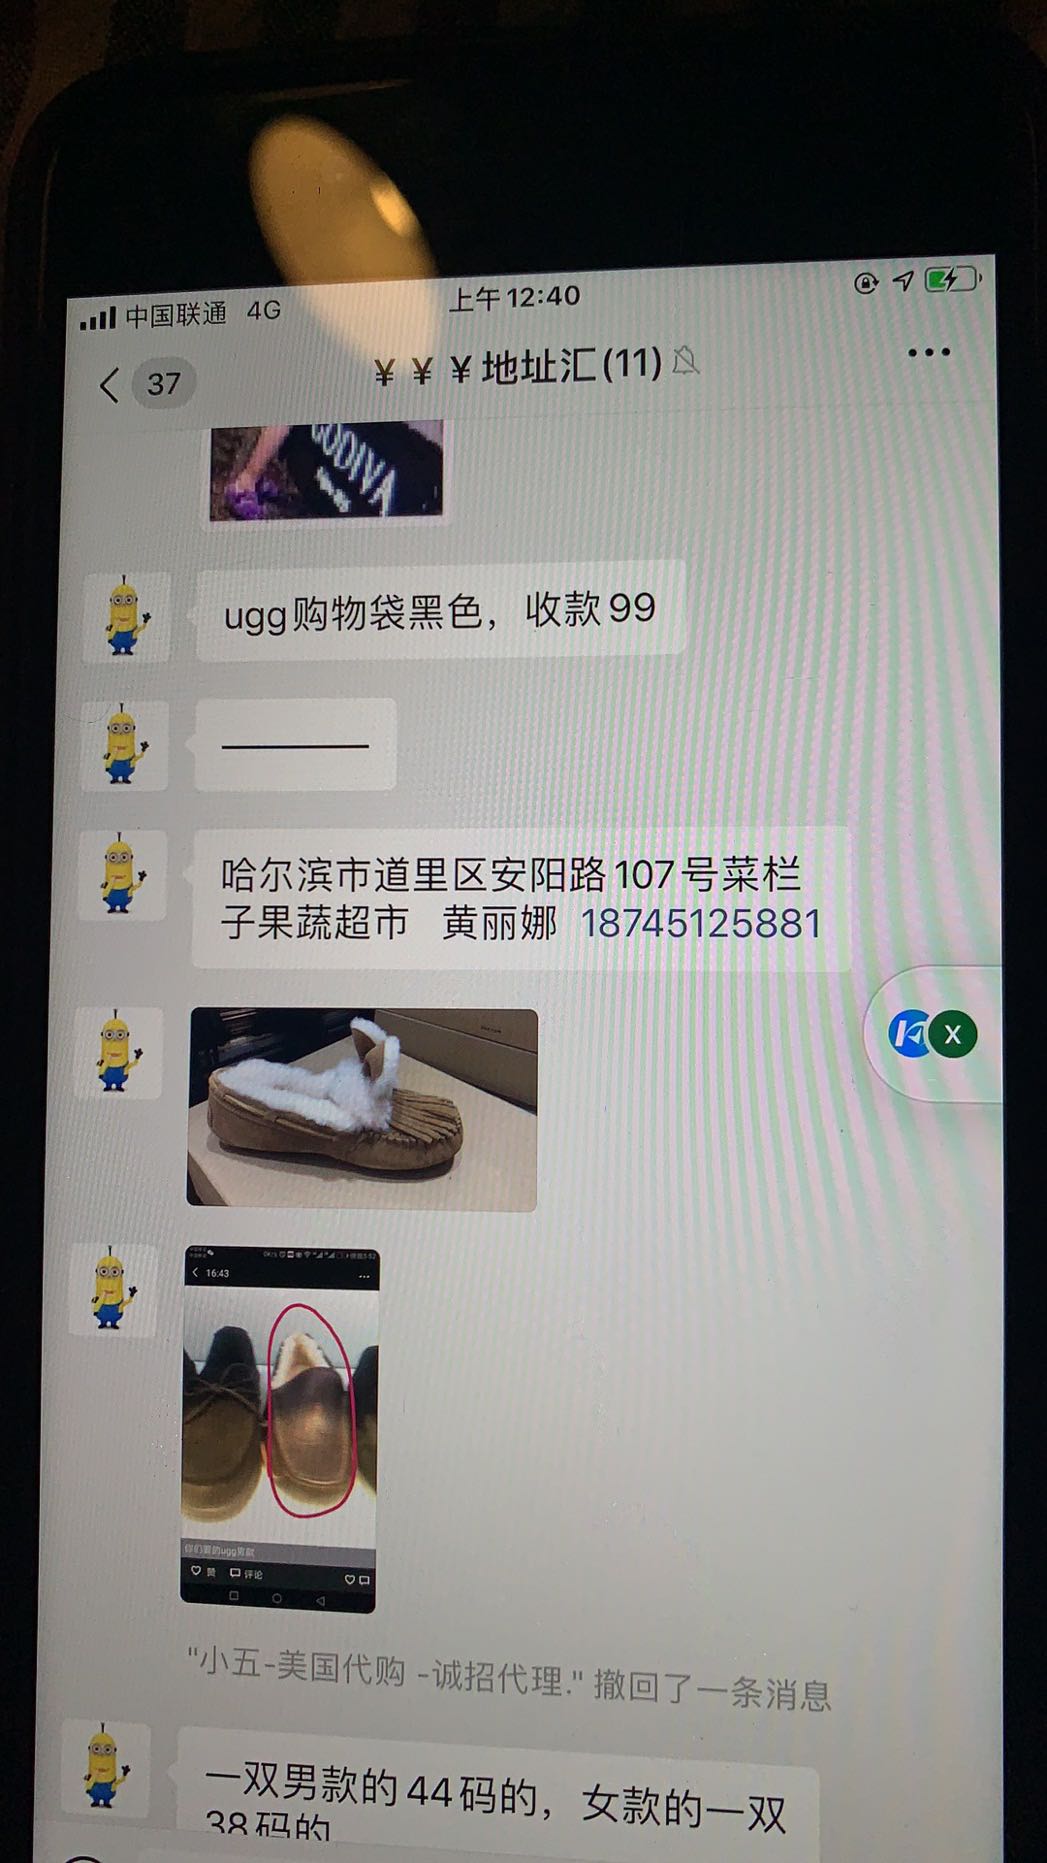 中国联通 4G
上午12:40
37
¥ ¥ ¥地址汇(11)
GODIVA
ugg购物袋黑色，收款99
哈尔滨市道里区安阳路107号菜栏
子果蔬超市 黄丽娜 18745125881
X
16:43
评论
"小五-美国代购 -诚招代理." 撤回了一条消息
一双男款的44码的，女款的一双
38码的